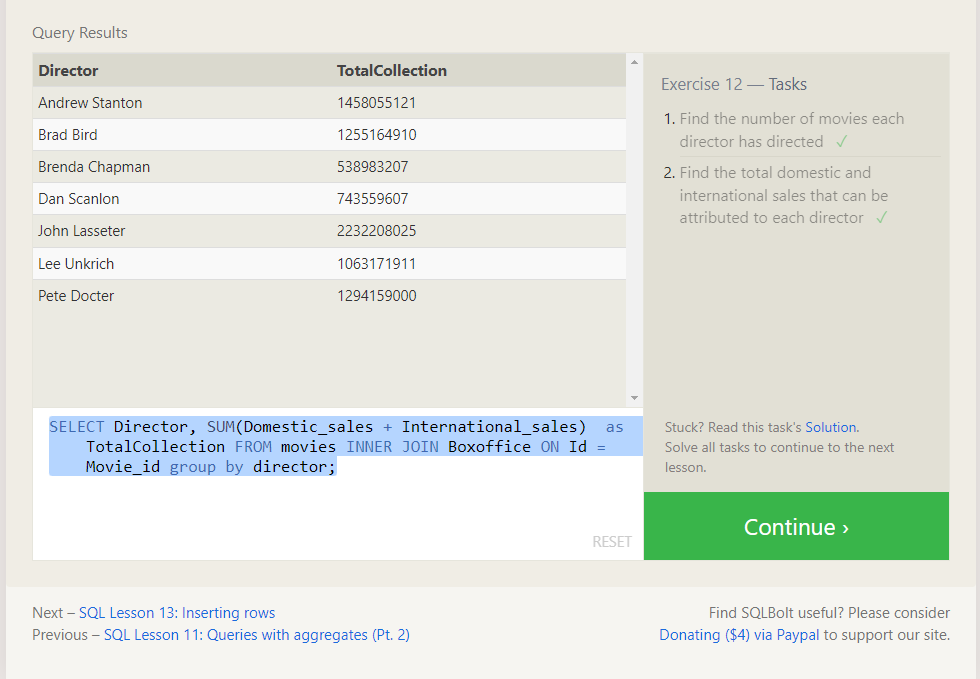 Query Results
Director TotalCollection
Andrew Stanton 1458055121
Brad Bird 1255164910
Brenda Chapman 538983207
Dan Scanlon 743559607
John Lasseter 2232208025
Lee Unkrich 1063171911
Pete Docter 1294159000
SELECT Director, SUM(Domestic_sales + International_sales)  as
TotalCollection FROM movies INNER JOIN Boxoffice ON Id =
Movie_id group by director;
RESET
Exercise 12 — Tasks
1. Find the number of movies each
director has directed ✓
2. Find the total domestic and
international sales that can be
attributed to each director ✓
Stuck? Read this task's Solution.
Solve all tasks to continue to the next
lesson.
Continue ›
Next – SQL Lesson 13: Inserting rows
Previous – SQL Lesson 11: Queries with aggregates (Pt. 2)
Find SQLBolt useful? Please consider
Donating ($4) via Paypal to support our site.